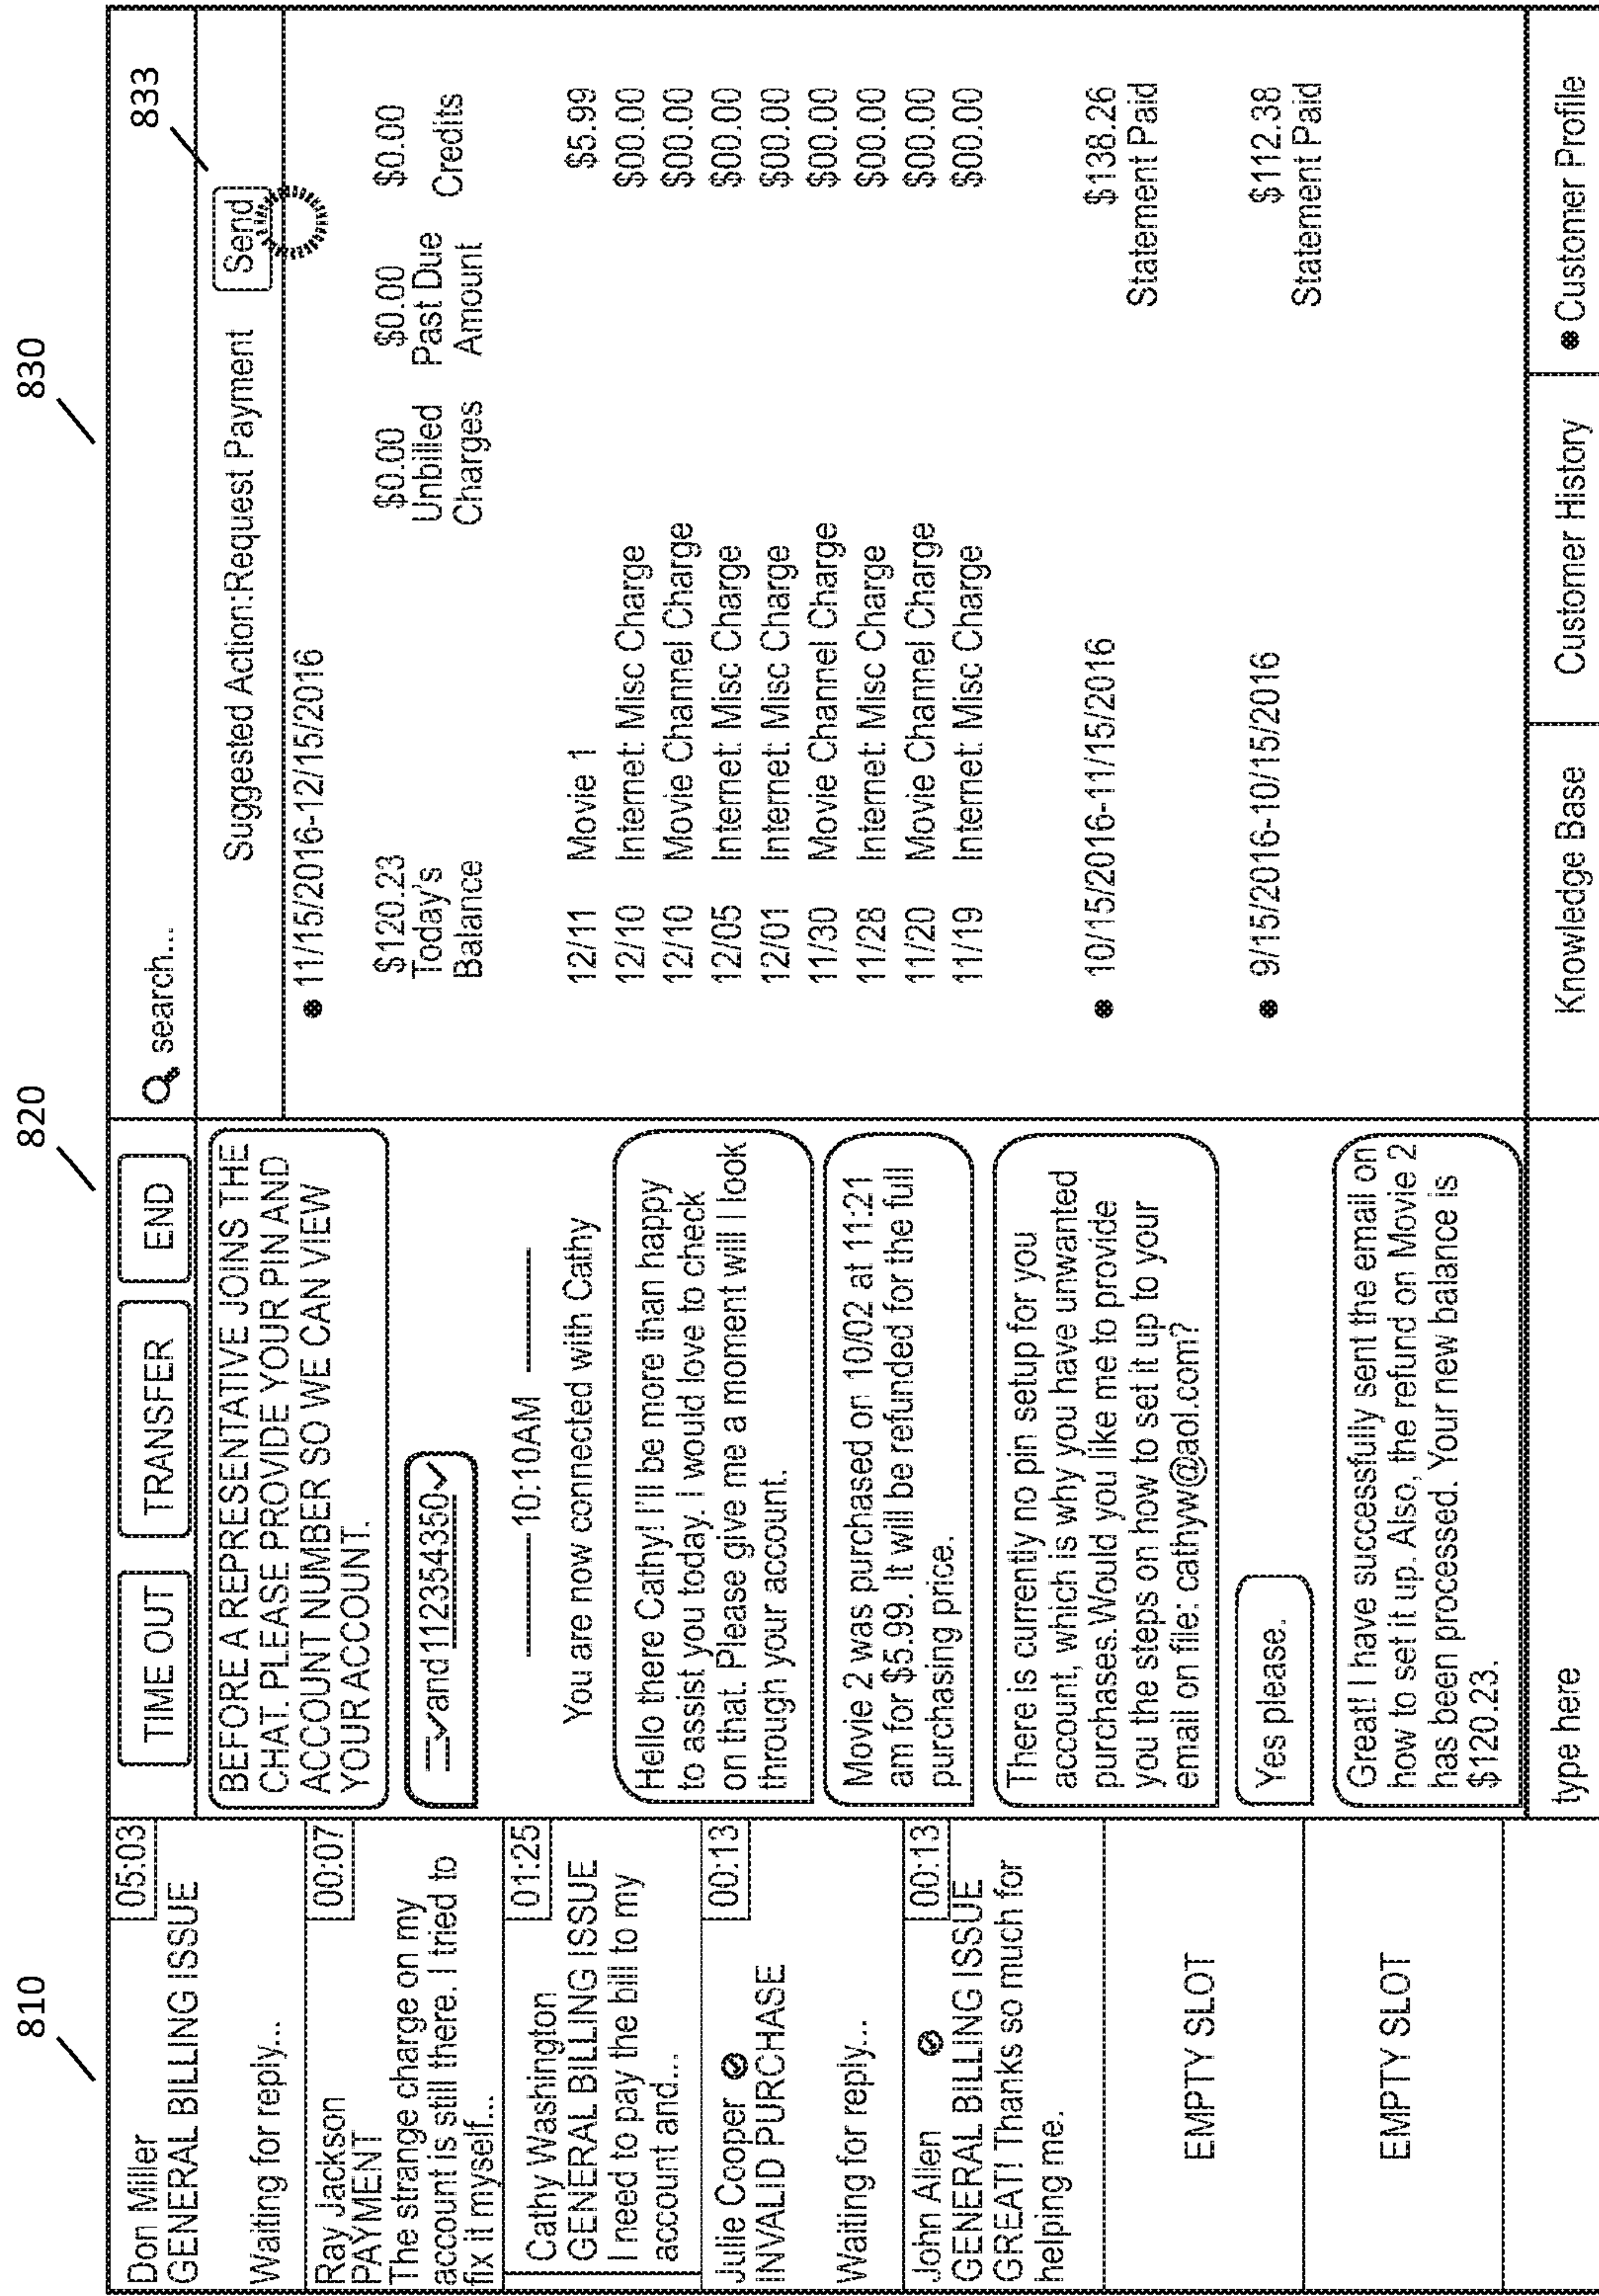 810
820
830
Don Miller
05:03
GENERAL BILLING ISSUE
Waiting for reply...
Ray Jackson
00:07
PAYMENT
The strange charge on my
account is still there. I tried to
fix it myself...
Cathy Washington
01:25
GENERAL BILLING ISSUE
I need to pay the bill to my
account and...
Julie Cooper
00:13
INVALID PURCHASE
Waiting for reply...
John Allen
00:13
GENERAL BILLING ISSUE
GREAT! Thanks so much for
helping me.
EMPTY SLOT
EMPTY SLOT
TIME OUT
TRANSFER
END
BEFORE A REPRESENTATIVE JOINS THE
CHAT. PLEASE PROVIDE YOUR PIN AND
ACCOUNT NUMBER SO WE CAN VIEW
YOUR ACCOUNT.
and 112354350
10:10AM
You are now connected with Cathy
Hello there Cathy! I'll be more than happy
to assist you today. I would love to check
on that. Please give me a moment will I look
through your account.
Movie 2 was purchased on 10/02 at 11:21
am for $5.99. It will be refunded for the full
purchasing price.
There is currently no pin setup for you
account, which is why you have unwanted
purchases. Would you like me to provide
you the steps on how to set it up to your
email on file: cathyw@aol.com?
Yes please.
Great! I have successfully sent the email on
how to set it up. Also, the refund on Movie 2
has been processed. Your new balance is
$120.23.
type here
search...
833
Suggested Action:Request Payment
Send
11/15/2016-12/15/2016
$120.23 $0.00 $0.00 $0.00
Today's Unbilled Past Due Credits
Balance Charges Amount
12/11 Movie 1 $5.99
12/10 Internet: Misc Charge $00.00
12/10 Movie Channel Charge $00.00
12/05 Internet: Misc Charge $00.00
12/01 Internet: Misc Charge $00.00
11/30 Movie Channel Charge $00.00
11/28 Internet: Misc Charge $00.00
11/20 Movie Channel Charge $00.00
11/19 Internet: Misc Charge $00.00
10/15/2016-11/15/2016 $138.26
Statement Paid
9/15/2016-10/15/2016 $112.38
Statement Paid
Knowledge Base
Customer History
Customer Profile